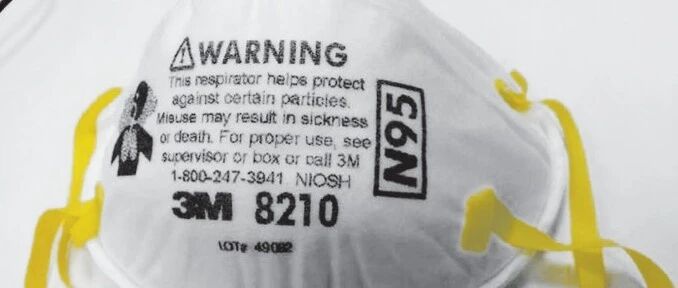 ⚠WARNING
This respirator helps protect
against certain particles.
Misuse may result in sickness
or death. For proper use, see
supervisor or box or call 3M
1-800-247-3941 NIOSH
3M 8210
LOT# 49082
N95